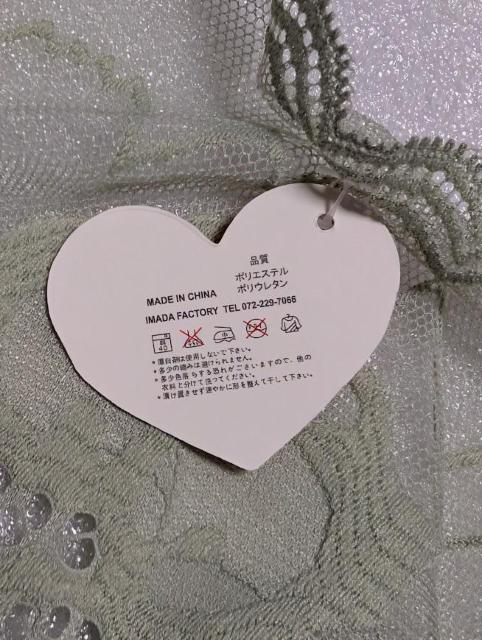 品質
ポリエステル
ポリウレタン
MADE IN CHINA
IMADA FACTORY TEL 072-229-7066
40 中
*漂白剤は使用しないで下さい。
*多少の縮みは避けられません。
*多少色落ちする恐れがございますので、他の
衣料と分けて洗ってください。
*漬け置きせず速やかに形を整えて干して下さい。